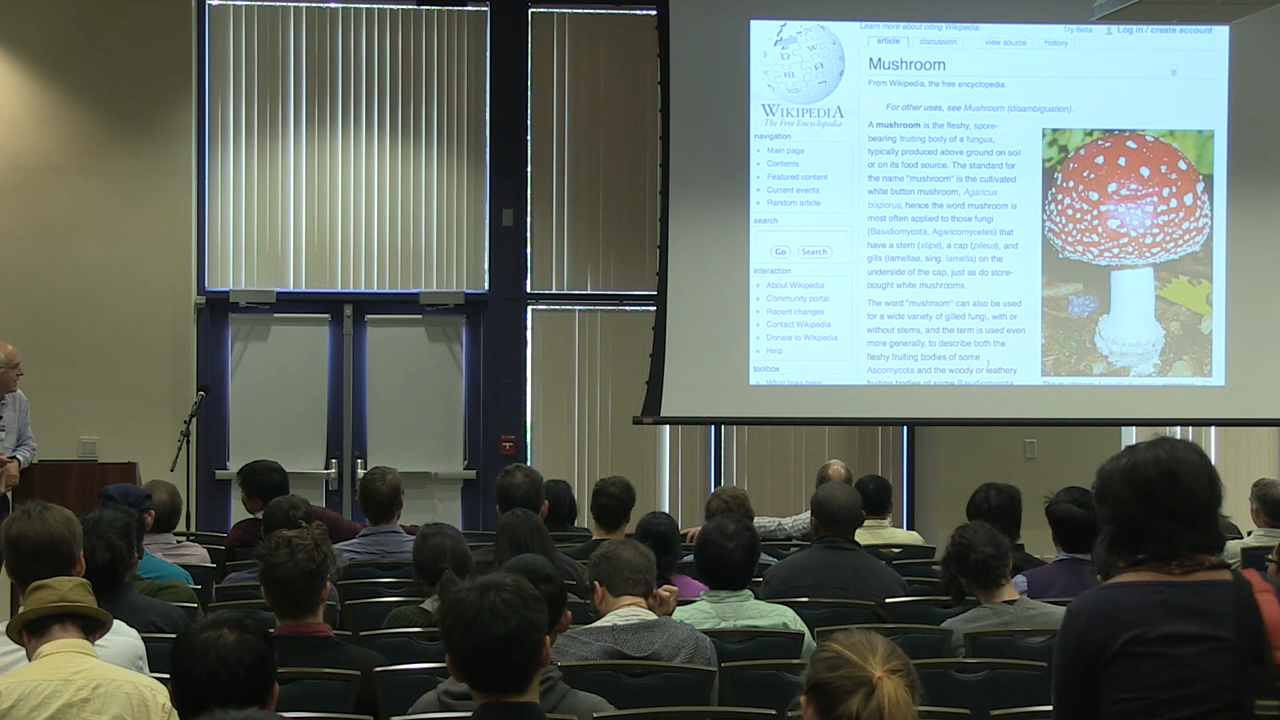 Learn more about citing Wikipedia.
Try Beta
Log in / create account
article
discussion
view source
history
WIKIPEDIA
The Free Encyclopedia
Mushroom
From Wikipedia, the free encyclopedia
For other uses, see Mushroom (disambiguation).
navigation
Main page
Contents
Featured content
Current events
Random article
search
Go
Search
interaction
About Wikipedia
Community portal
Recent changes
Contact Wikipedia
Donate to Wikipedia
Help
toolbox
What links here
A mushroom is the fleshy, spore-
bearing fruiting body of a fungus,
typically produced above ground on soil
or on its food source. The standard for
the name "mushroom" is the cultivated
white button mushroom, Agaricus
bisporus, hence the word mushroom is
most often applied to those fungi
(Basidiomycota, Agaricomycetes) that
have a stem (stipe), a cap (pileus), and
gills (lamellae, sing. lamella) on the
underside of the cap, just as do store-
bought white mushrooms.
The word "mushroom" can also be used
for a wide variety of gilled fungi, with or
without stems, and the term is used even
more generally, to describe both the
fleshy fruiting bodies of some
Ascomycota and the woody or leathery
fruiting bodies of some Basidiomycota